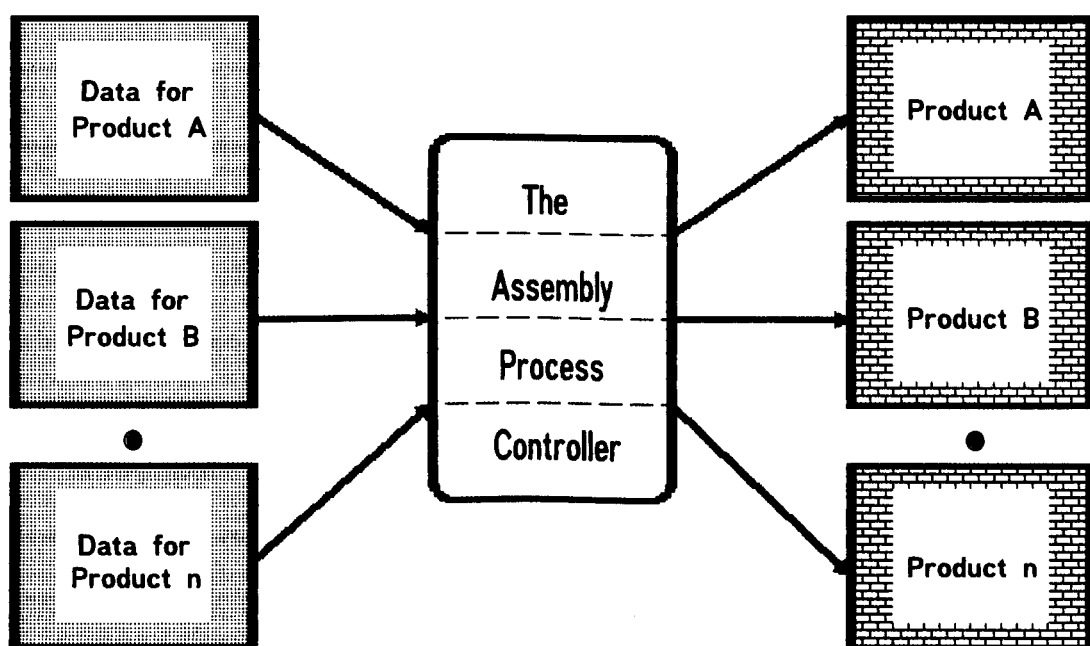 Data for
Product A
Data for
Product B
Data for
Product n
The
Assembly
Process
Controller
Product A
Product B
Product n